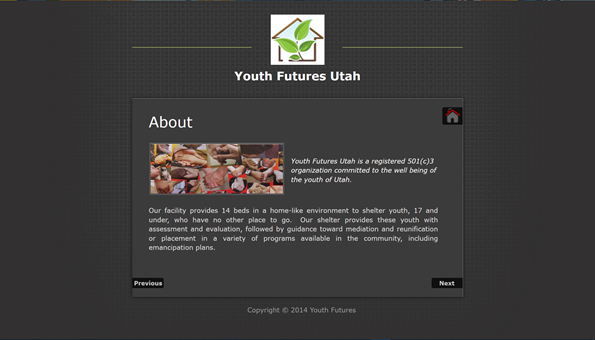 Youth Futures Utah
About
Youth Futures Utah is a registered 501(c)3
organization committed to the well being of
the youth of Utah.
Our facility provides 14 beds in a home-like environment to shelter youth, 17 and
under, who have no other place to go. Our shelter provides these youth with
assessment and evaluation, followed by guidance toward mediation and reunification
or placement in a variety of programs available in the community, including
emancipation plans.
Previous
Next
Copyright © 2014 Youth Futures